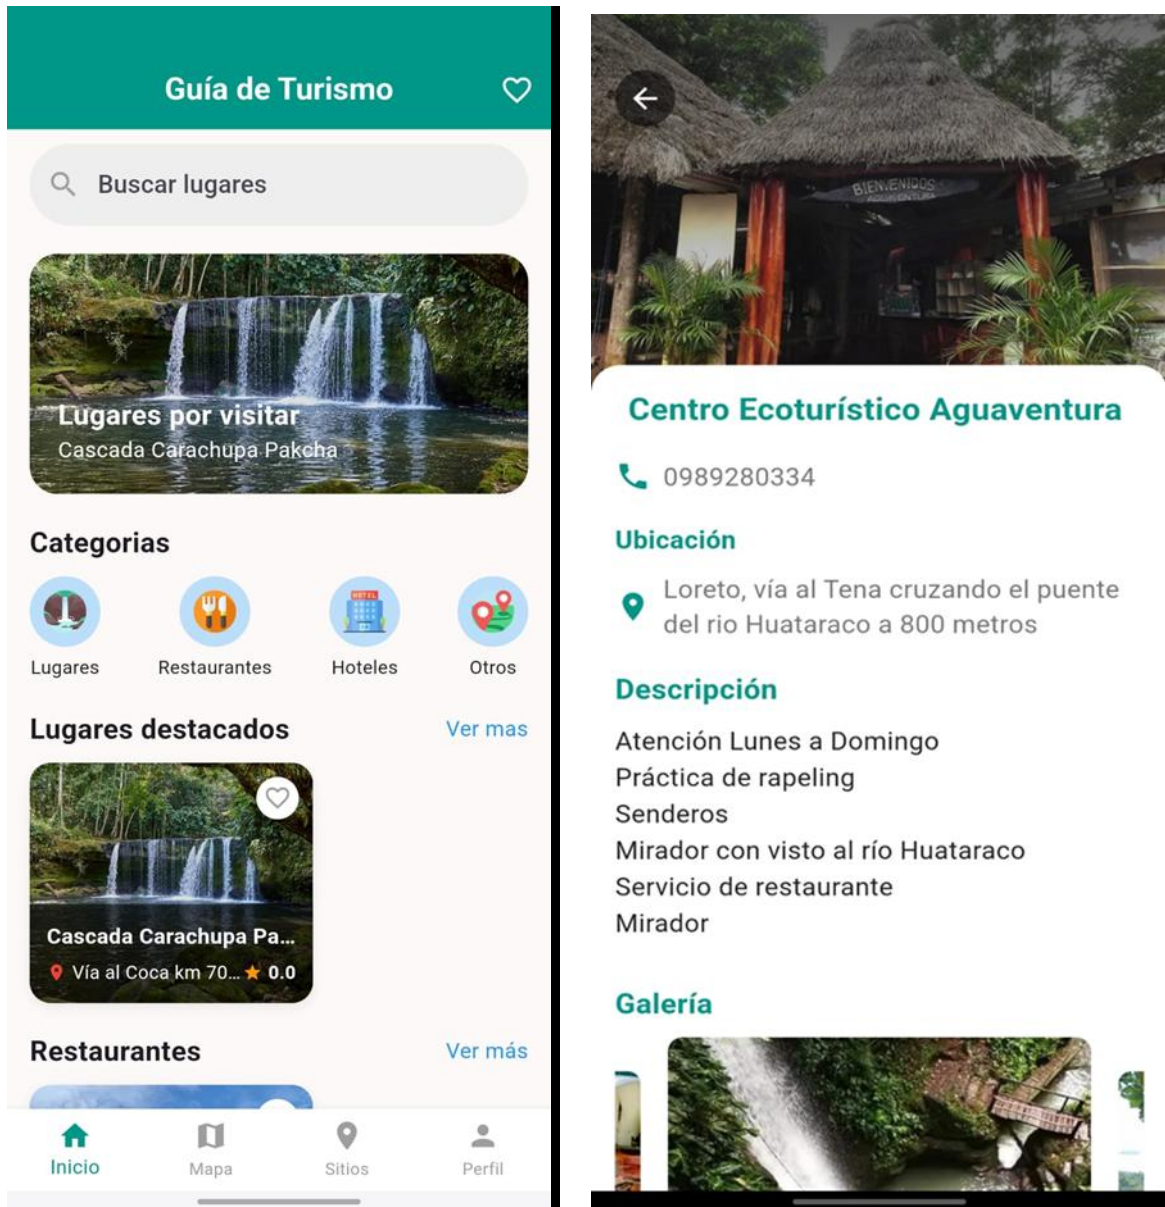 Guía de Turismo
Buscar lugares
Lugares por visitar
Cascada Carachupa Pakcha
Categorias
HOTEL
Lugares
Restaurantes
Hoteles
Otros
Lugares destacados
Ver mas
Cascada Carachupa Pa...
Vía al Coca km 70... 0.0
Restaurantes
Ver más
Inicio
Mapa
Sitios
Perfil
BIENVENIDOS
AGUAVENTURA
Centro Ecoturístico Aguaventura
0989280334
Ubicación
Loreto, vía al Tena cruzando el puente
del rio Huataraco a 800 metros
Descripción
Atención Lunes a Domingo
Práctica de rapeling
Senderos
Mirador con visto al río Huataraco
Servicio de restaurante
Mirador
Galería